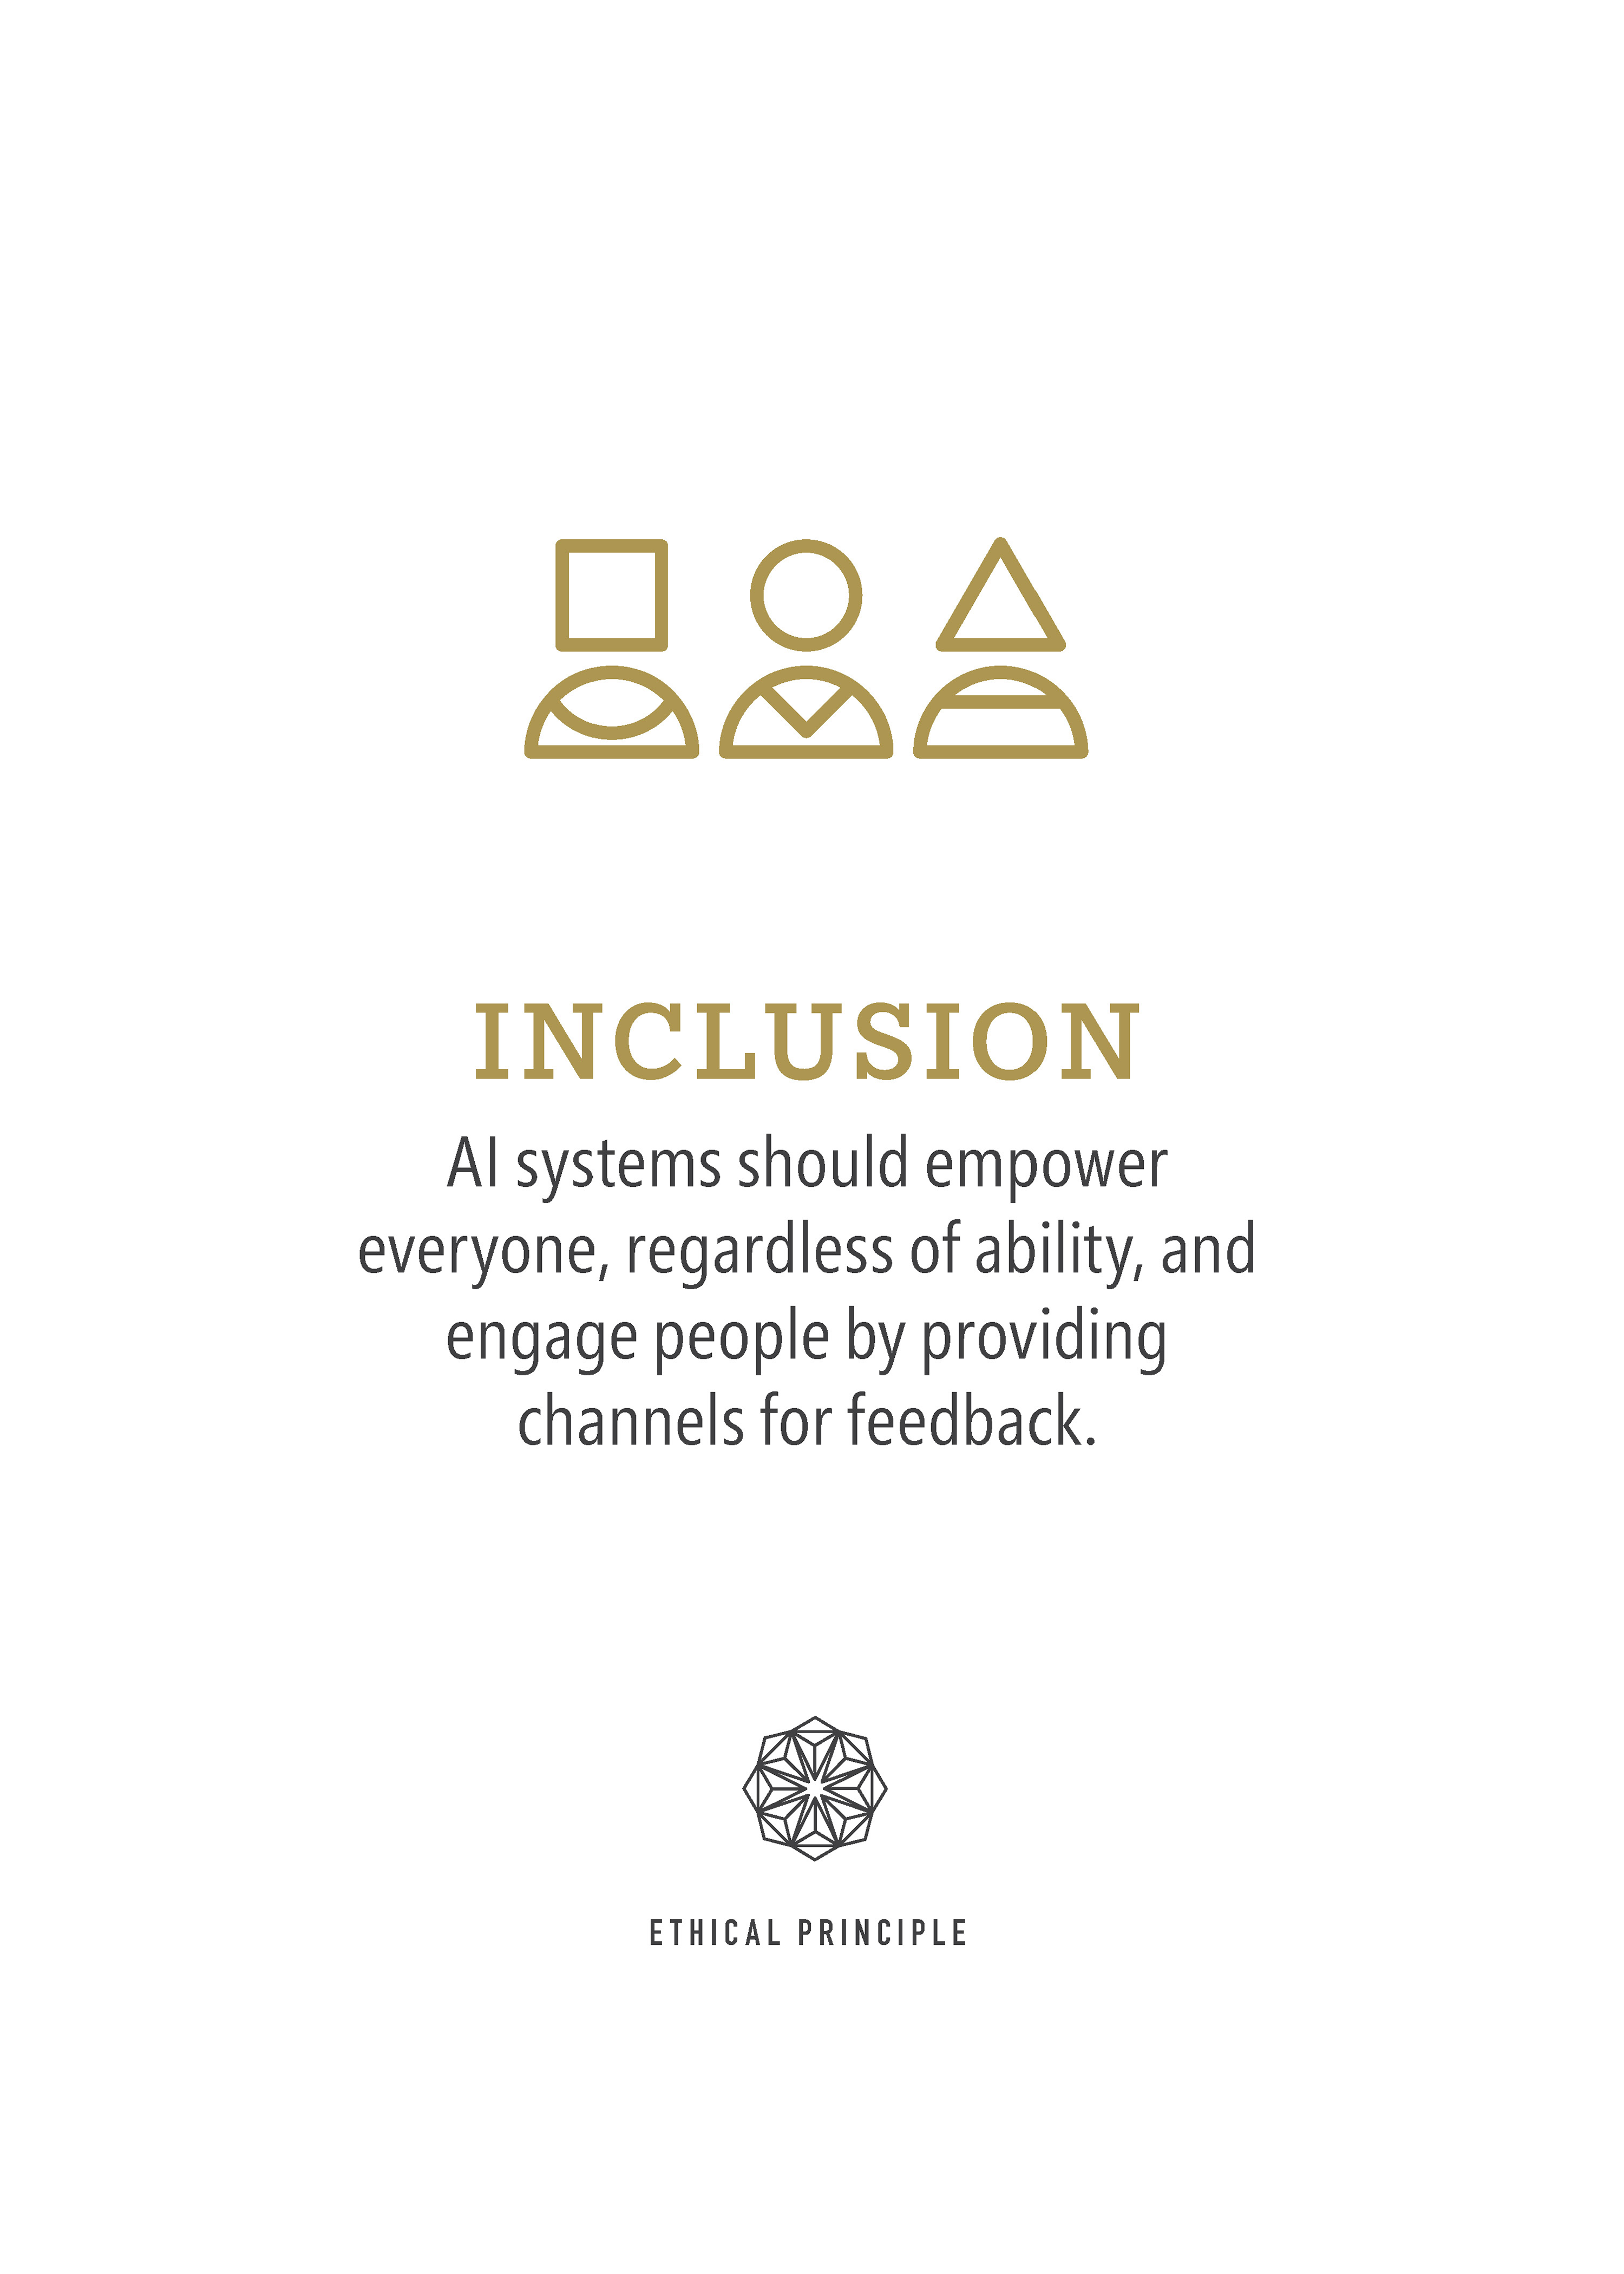 INCLUSION
AI systems should empower
everyone, regardless of ability, and
engage people by providing
channels for feedback.
ETHICAL PRINCIPLE